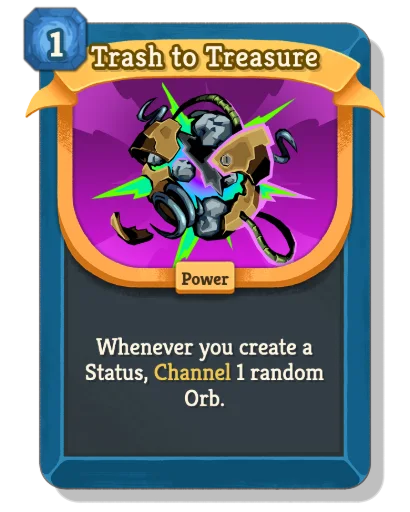 1
Trash to Treasure
Power
Whenever you create a
Status, Channel 1 random
Orb.